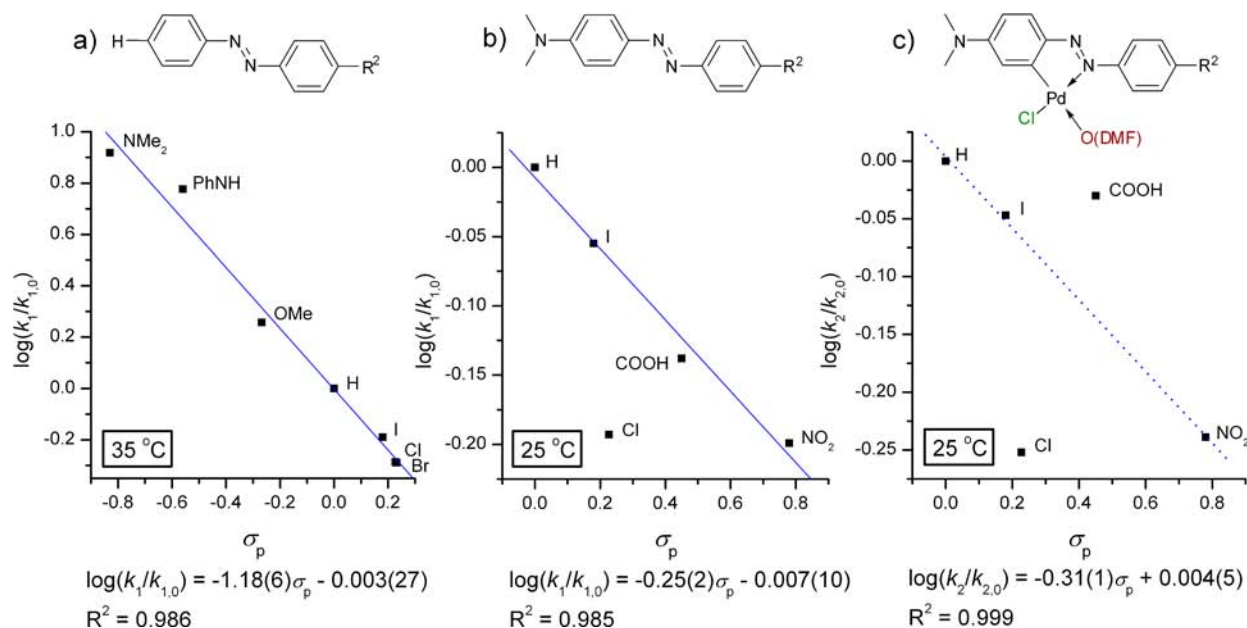 a)
H
N
N
R²
b)
N
N
N
R²
c)
N
N
N
R²
Pd
Cl
O(DMF)
log(k₁/k₁,₀)
1.0
0.8
0.6
0.4
0.2
0.0
-0.2
NMe₂
PhNH
OMe
H
I
Cl
Br
35 °C
-0.8 -0.6 -0.4 -0.2 0.0 0.2
σₚ
log(k₁/k₁,₀) = -1.18(6)σₚ - 0.003(27)
R² = 0.986
log(k₁/k₁,₀)
0.00
-0.05
-0.10
-0.15
-0.20
H
I
COOH
Cl
NO₂
25 °C
0.0 0.2 0.4 0.6 0.8
σₚ
log(k₁/k₁,₀) = -0.25(2)σₚ - 0.007(10)
R² = 0.985
log(k₂/k₂,₀)
0.00
-0.05
-0.10
-0.15
-0.20
-0.25
H
I
COOH
Cl
NO₂
25 °C
0.0 0.2 0.4 0.6 0.8
σₚ
log(k₂/k₂,₀) = -0.31(1)σₚ + 0.004(5)
R² = 0.999